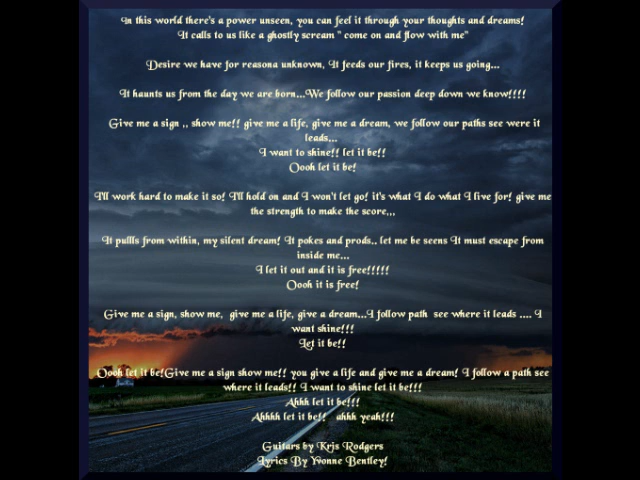 In this world there's a power unseen, you can feel it through your thoughts and dreams!
It calls to us like a ghostly scream " come on and flow with me"
Desire we have for reasona unknown, It feeds our fires, it keeps us going...
It haunts us from the day we are born...We follow our passion deep down we know!!!!
Give me a sign ,, show me!! give me a life, give me a dream, we follow our paths see were it
leads...
I want to shine!! let it be!!
Oooh let it be!
I'll work hard to make it so! I'll hold on and I won't let go! it's what I do what I live for! give me
the strength to make the score,,,
It pullls from within, my silent dream! It pokes and prods.. let me be seens It must escape from
inside me...
I let it out and it is free!!!!!
Oooh it is free!
Give me a sign, show me,  give me a life, give a dream...I follow path  see where it leads .... I
want shine!!!
Let it be!!
Oooh let it be!Give me a sign show me!! you give a life and give me a dream! I follow a path see
where it leads!! I want to shine let it be!!!
Ahhh let it be!!!
Ahhhh let it be!!   ahhh yeah!!!
Guitars by Kris Rodgers
Lyrics By Yvonne Bentley!